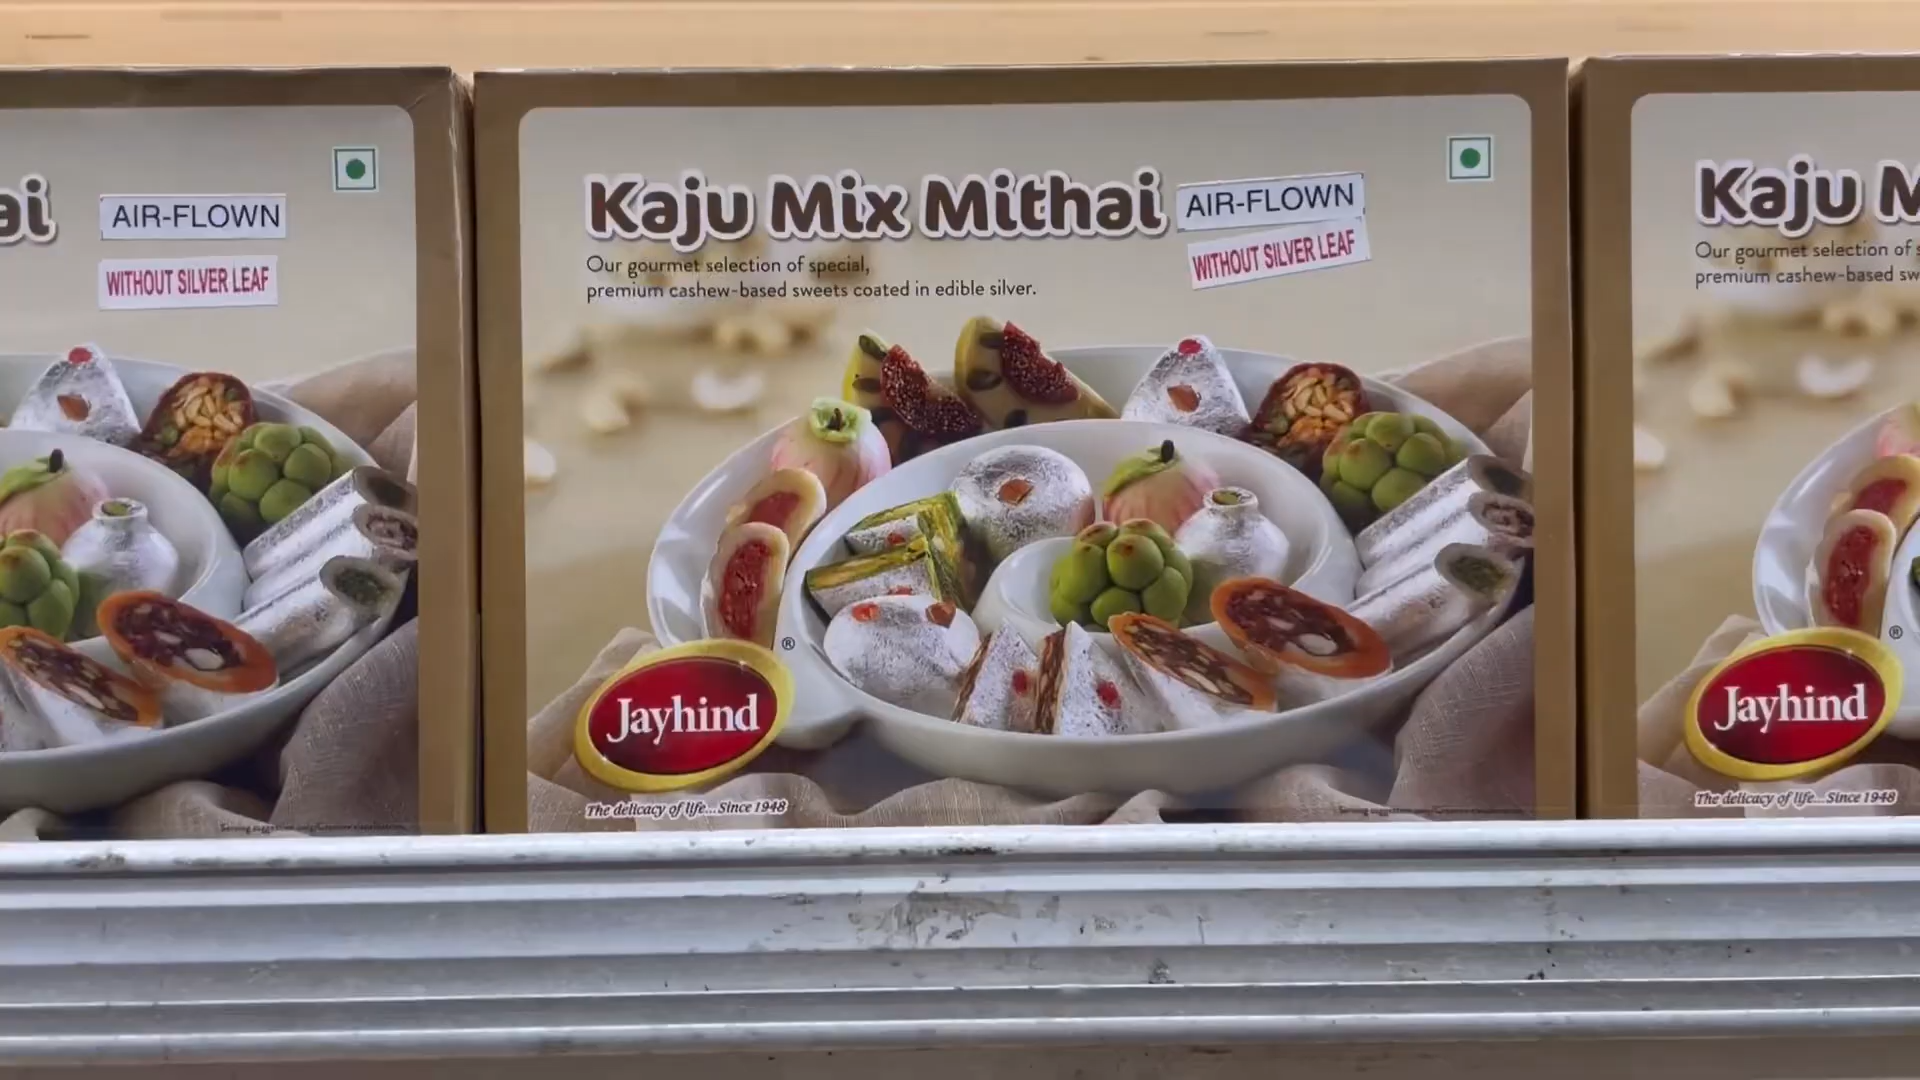 ai
AIR-FLOWN
WITHOUT SILVER LEAF
Kaju Mix Mithai
AIR-FLOWN
WITHOUT SILVER LEAF
Our gourmet selection of special,
premium cashew-based sweets coated in edible silver.
®
Jayhind
The delicacy of life...Since 1948
Kaju M
Our gourmet selection of s
premium cashew-based sw
®
Jayhind
The delicacy of life...Since 1948